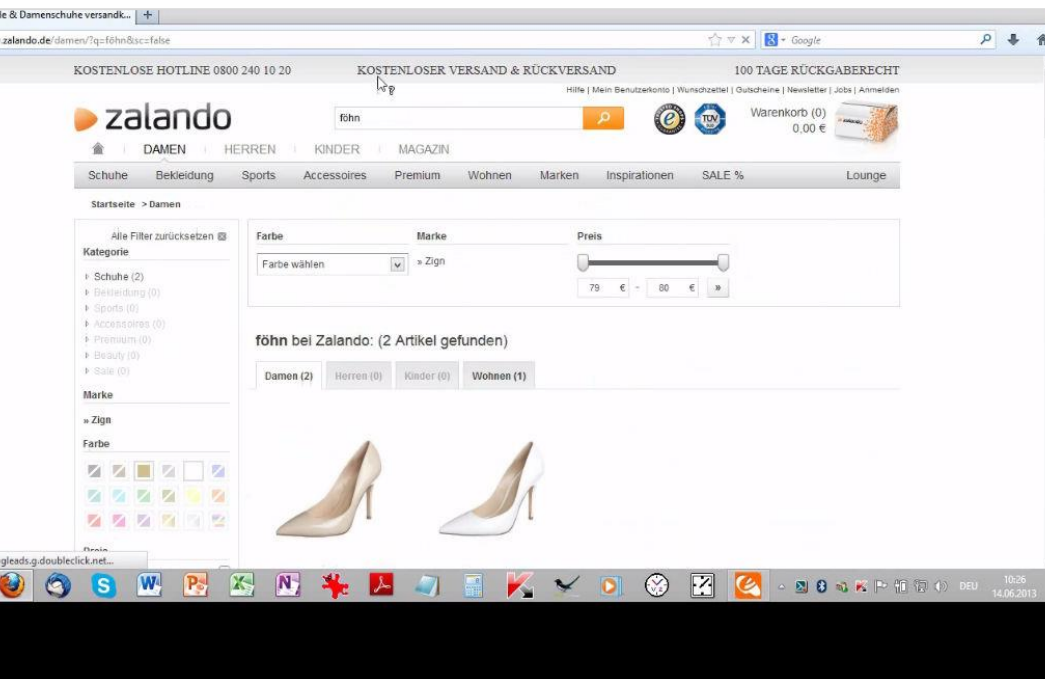 le & Damenschuhe versandk... +
.zalando.de/damen/?q=föhn&sc=false
Google
KOSTENLOSE HOTLINE 0800 240 10 20
KOSTENLOSER VERSAND & RÜCKVERSAND
100 TAGE RÜCKGABERECHT
Hilfe | Mein Benutzerkonto | Wunschzettel | Gutscheine | Newsletter | Jobs | Anmelden
zalando
föhn
Warenkorb (0)
0,00 €
DAMEN HERREN KINDER MAGAZIN
Schuhe Bekleidung Sports Accessoires Premium Wohnen Marken Inspirationen SALE % Lounge
Startseite > Damen
Alle Filter zurücksetzen
Kategorie
Schuhe (2)
Bekleidung (0)
Sports (0)
Accessoires (0)
Premium (0)
Beauty (0)
Sale (0)
Marke
» Zign
Farbe
Preis
Farbe
Farbe wählen
Marke
» Zign
Preis
79 € - 80 € »
föhn bei Zalando: (2 Artikel gefunden)
Damen (2) Herren (0) Kinder (0) Wohnen (1)
gleads.g.doubleclick.net...
DEU
10:26
14.06.2013